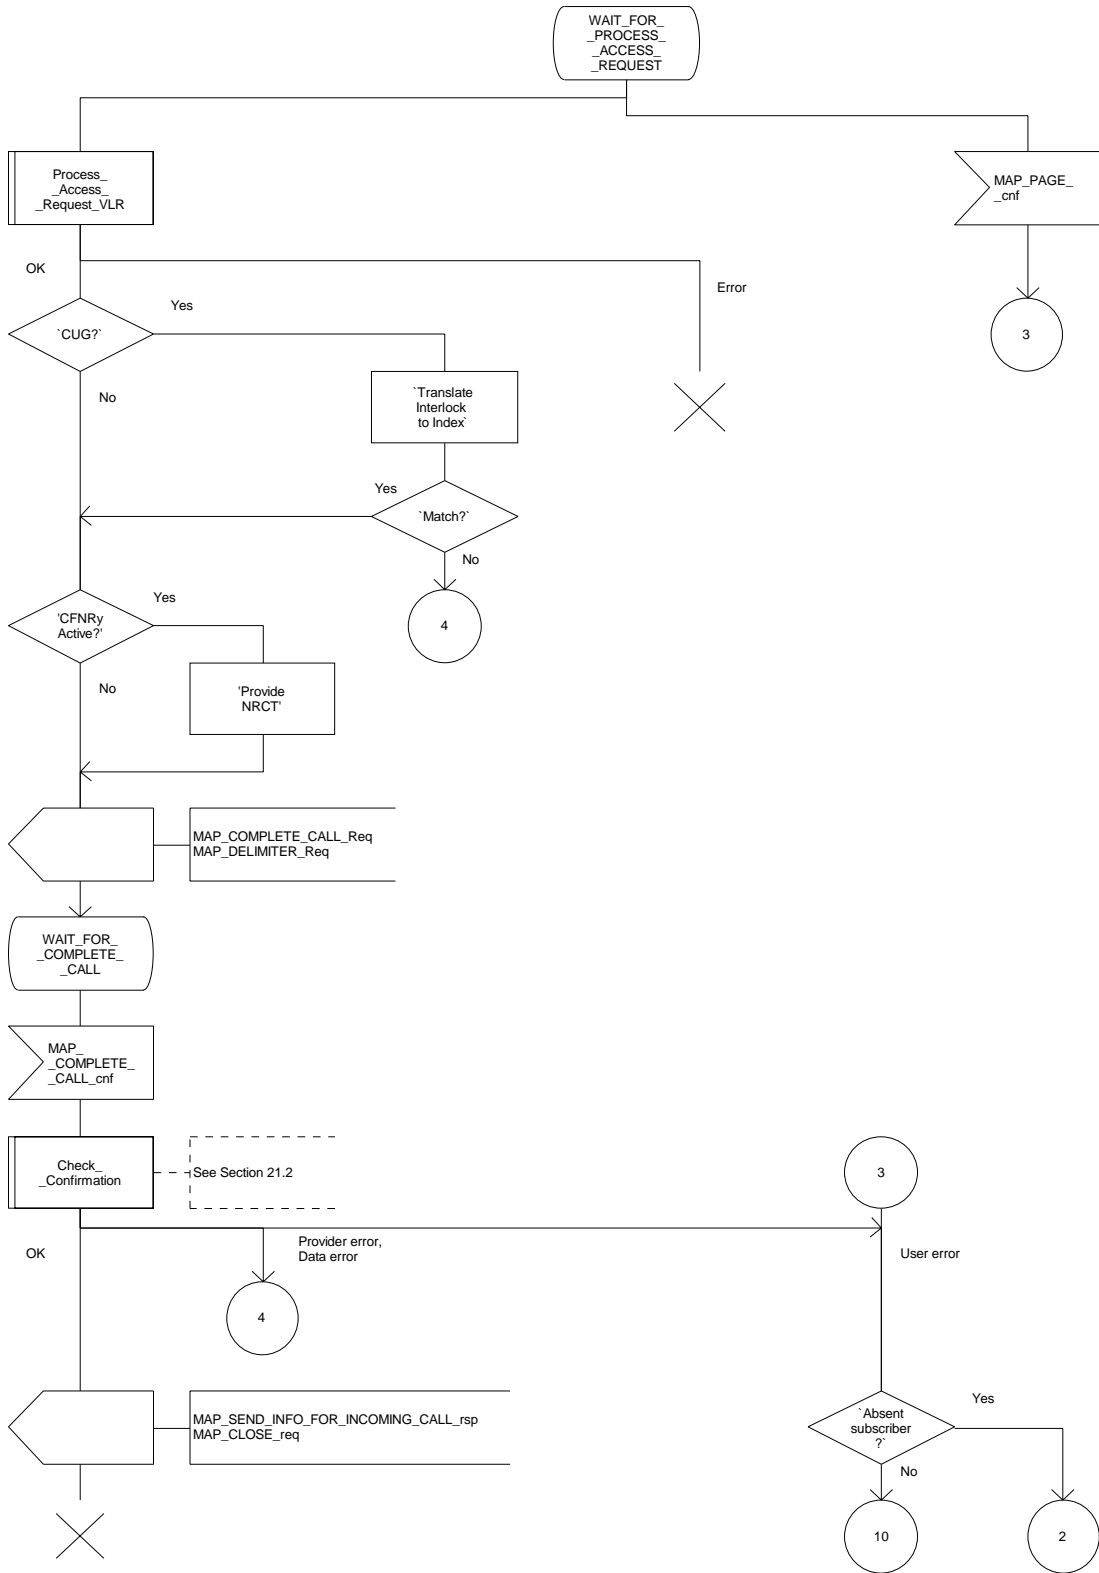 WAIT_FOR_
_PROCESS_
_ACCESS_
_REQUEST
Process_
_Access_
_Request_VLR
MAP_PAGE_
_cnf
OK
Error
Yes
`CUG?`
3
No
`Translate
Interlock
to Index`
Yes
`Match?`
No
Yes
'CFNRy
Active?'
4
No
'Provide
NRCT'
MAP_COMPLETE_CALL_Req
MAP_DELIMITER_Req
WAIT_FOR_
_COMPLETE_
_CALL
MAP_
_COMPLETE_
_CALL_cnf
Check_
_Confirmation
See Section 21.2
3
OK
Provider error,
Data error
User error
4
MAP_SEND_INFO_FOR_INCOMING_CALL_rsp
MAP_CLOSE_req
`Absent
subscriber
?`
Yes
No
10
2